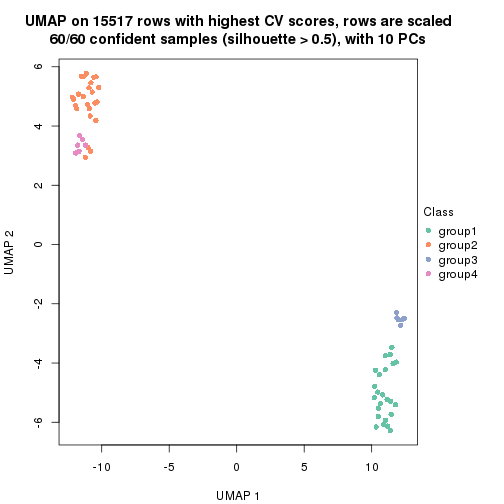 UMAP on 15517 rows with highest CV scores, rows are scaled
60/60 confident samples (silhouette > 0.5), with 10 PCs
6
4
2
0
-2
-4
-6
UMAP 2
-10
-5
0
5
10
UMAP 1
Class
group1
group2
group3
group4